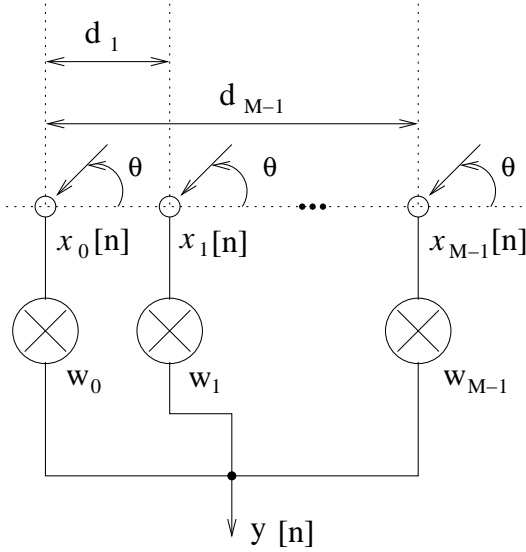 d 1
d M−1
θ θ θ
x 0 [n] x 1 [n] x M−1 [n]
w 0 w 1 w M−1
y [n]